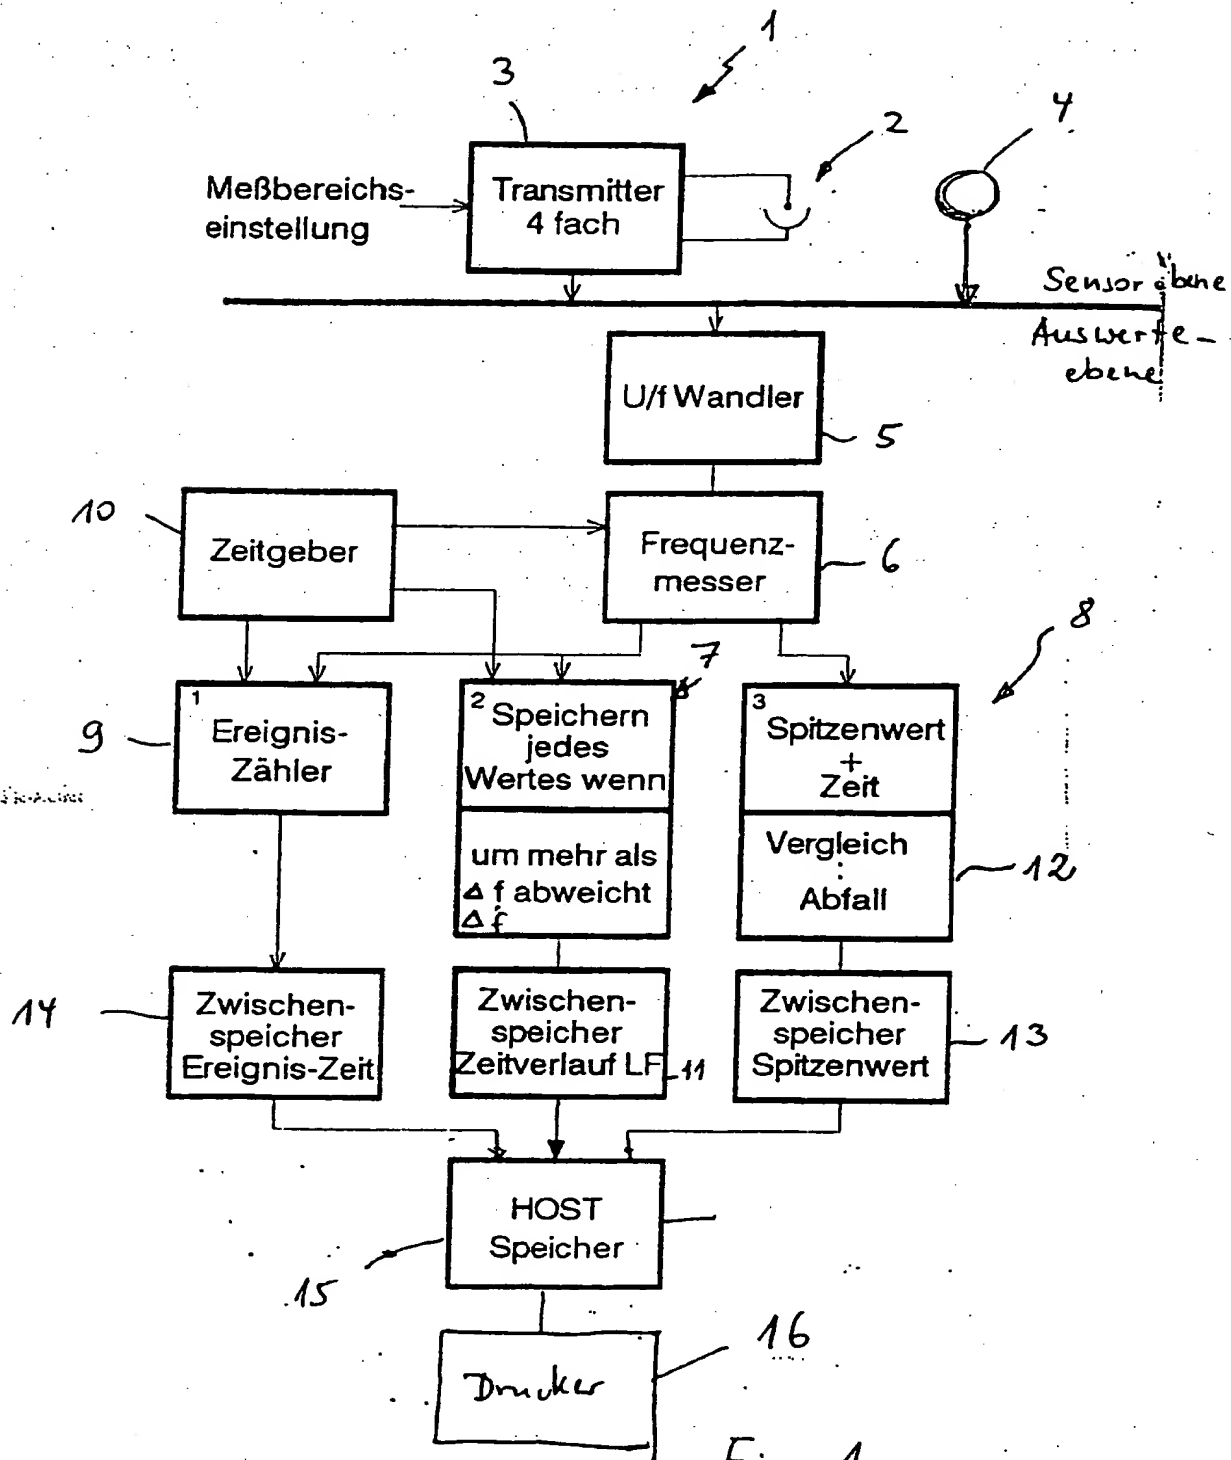 1
3
2
4
Meßbereichs-
einstellung
Transmitter
4 fach
Sensorebene
Auswerte-
ebene
U/f Wandler
5
10
Zeitgeber
Frequenz-
messer
6
7
8
9
1
Ereignis-
Zähler
2
Speichern
jedes
Wertes wenn
um mehr als
Δ f abweicht
Δ f
3
Spitzenwert
+
Zeit
Vergleich
:
Abfall
12
14
Zwischen-
speicher
Ereignis-Zeit
Zwischen-
speicher
Zeitverlauf LF
11
Zwischen-
speicher
Spitzenwert
13
HOST
Speicher
15
16
Drucker